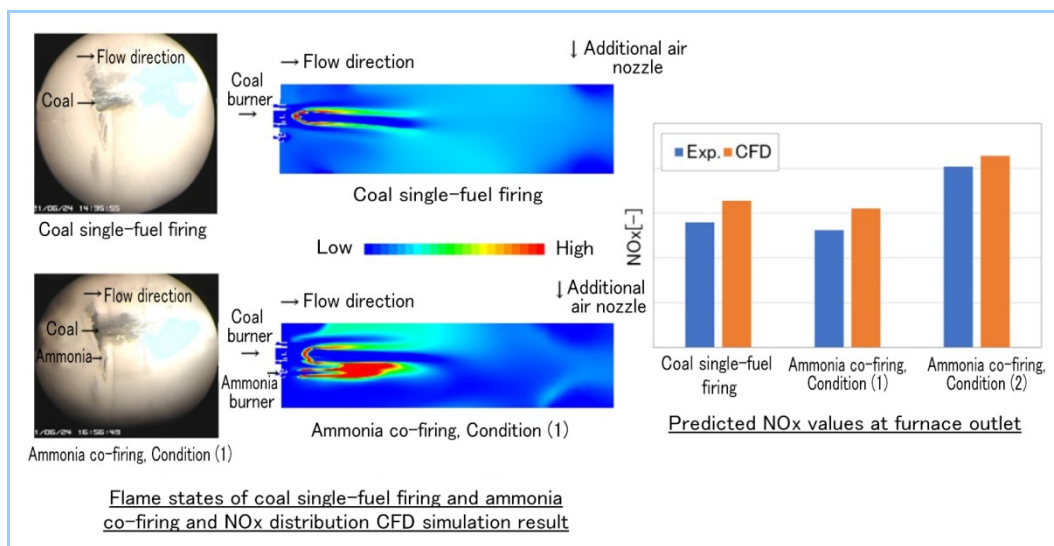 →Flow direction
Coal→
21/06/24 14:35:55
Coal single-fuel firing
Coal
burner
→
→ Flow direction
↓ Additional air
nozzle
Coal single-fuel firing
Low
High
→Flow direction
Coal→
Ammonia→
21/06/24 16:56:49
Ammonia co-firing, Condition (1)
Coal
burner
→
→ Flow direction
↓ Additional
air nozzle
Ammonia
burner
Ammonia co-firing, Condition (1)
Flame states of coal single-fuel firing and ammonia
co-firing and NOx distribution CFD simulation result
Exp. CFD
NOx[-]
Coal single-fuel
firing
Ammonia co-firing,
Condition (1)
Ammonia co-firing,
Condition (2)
Predicted NOx values at furnace outlet